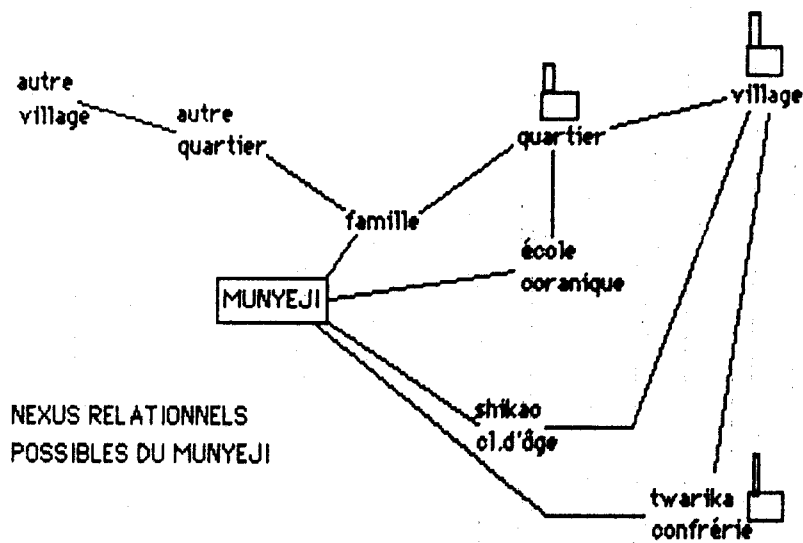 autre
village
autre
quartier
quartier
village
famille
école
coranique
MUNYEJI
shikao
cl.d'âge
NEXUS RELATIONNELS
POSSIBLES DU MUNYEJI
twarika
confrérie